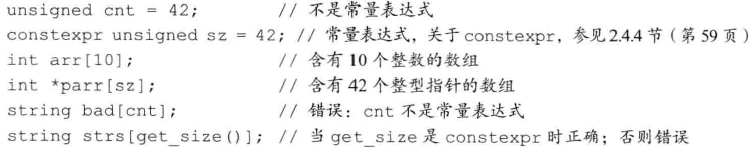 unsigned cnt = 42; // 不是常量表达式
constexpr unsigned sz = 42; // 常量表达式，关于constexpr，参见2.4.4节（第59页）
int arr[10]; // 含有10个整数的数组
int *parr[sz]; // 含有42个整型指针的数组
string bad[cnt]; // 错误：cnt不是常量表达式
string strs[get_size()]; // 当get_size是constexpr时正确；否则错误